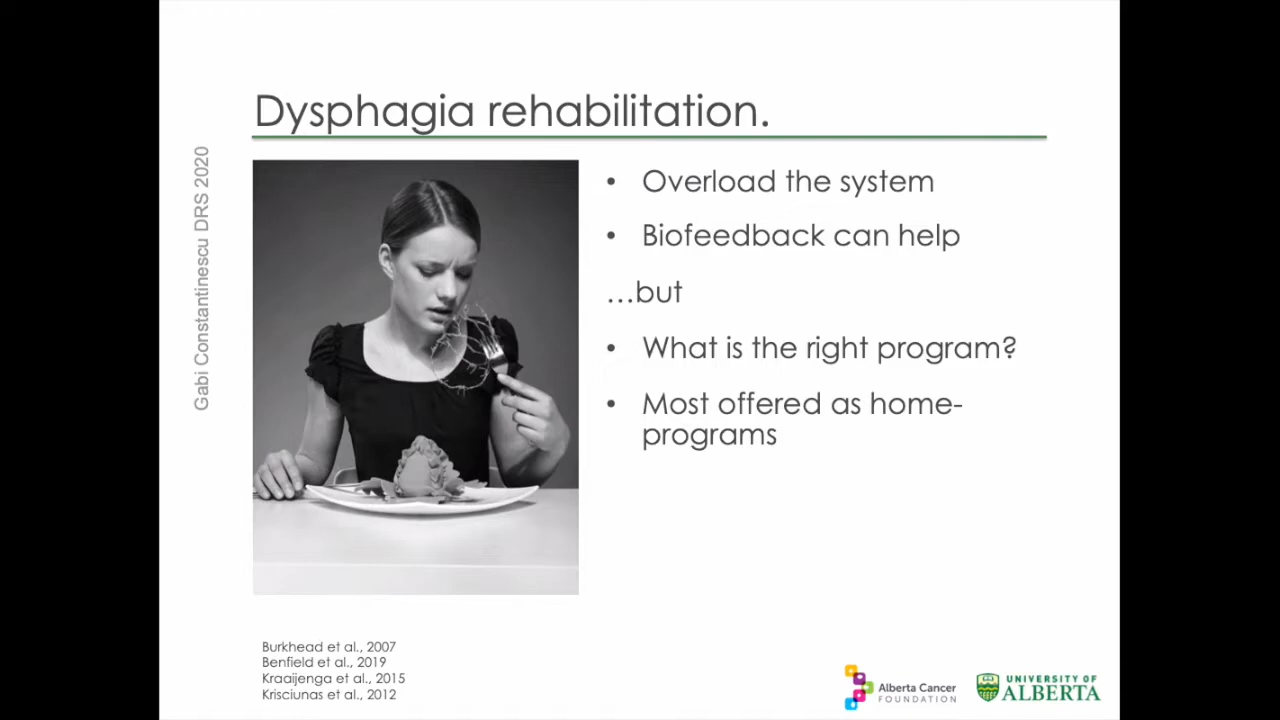 Dysphagia rehabilitation.
Gabi Constantinescu DRS 2020
• Overload the system
• Biofeedback can help
...but
• What is the right program?
• Most offered as home-
programs
Burkhead et al., 2007
Benfield et al., 2019
Kraaijenga et al., 2015
Krisciunas et al., 2012
Alberta Cancer
FOUNDATION
UNIVERSITY OF
ALBERTA